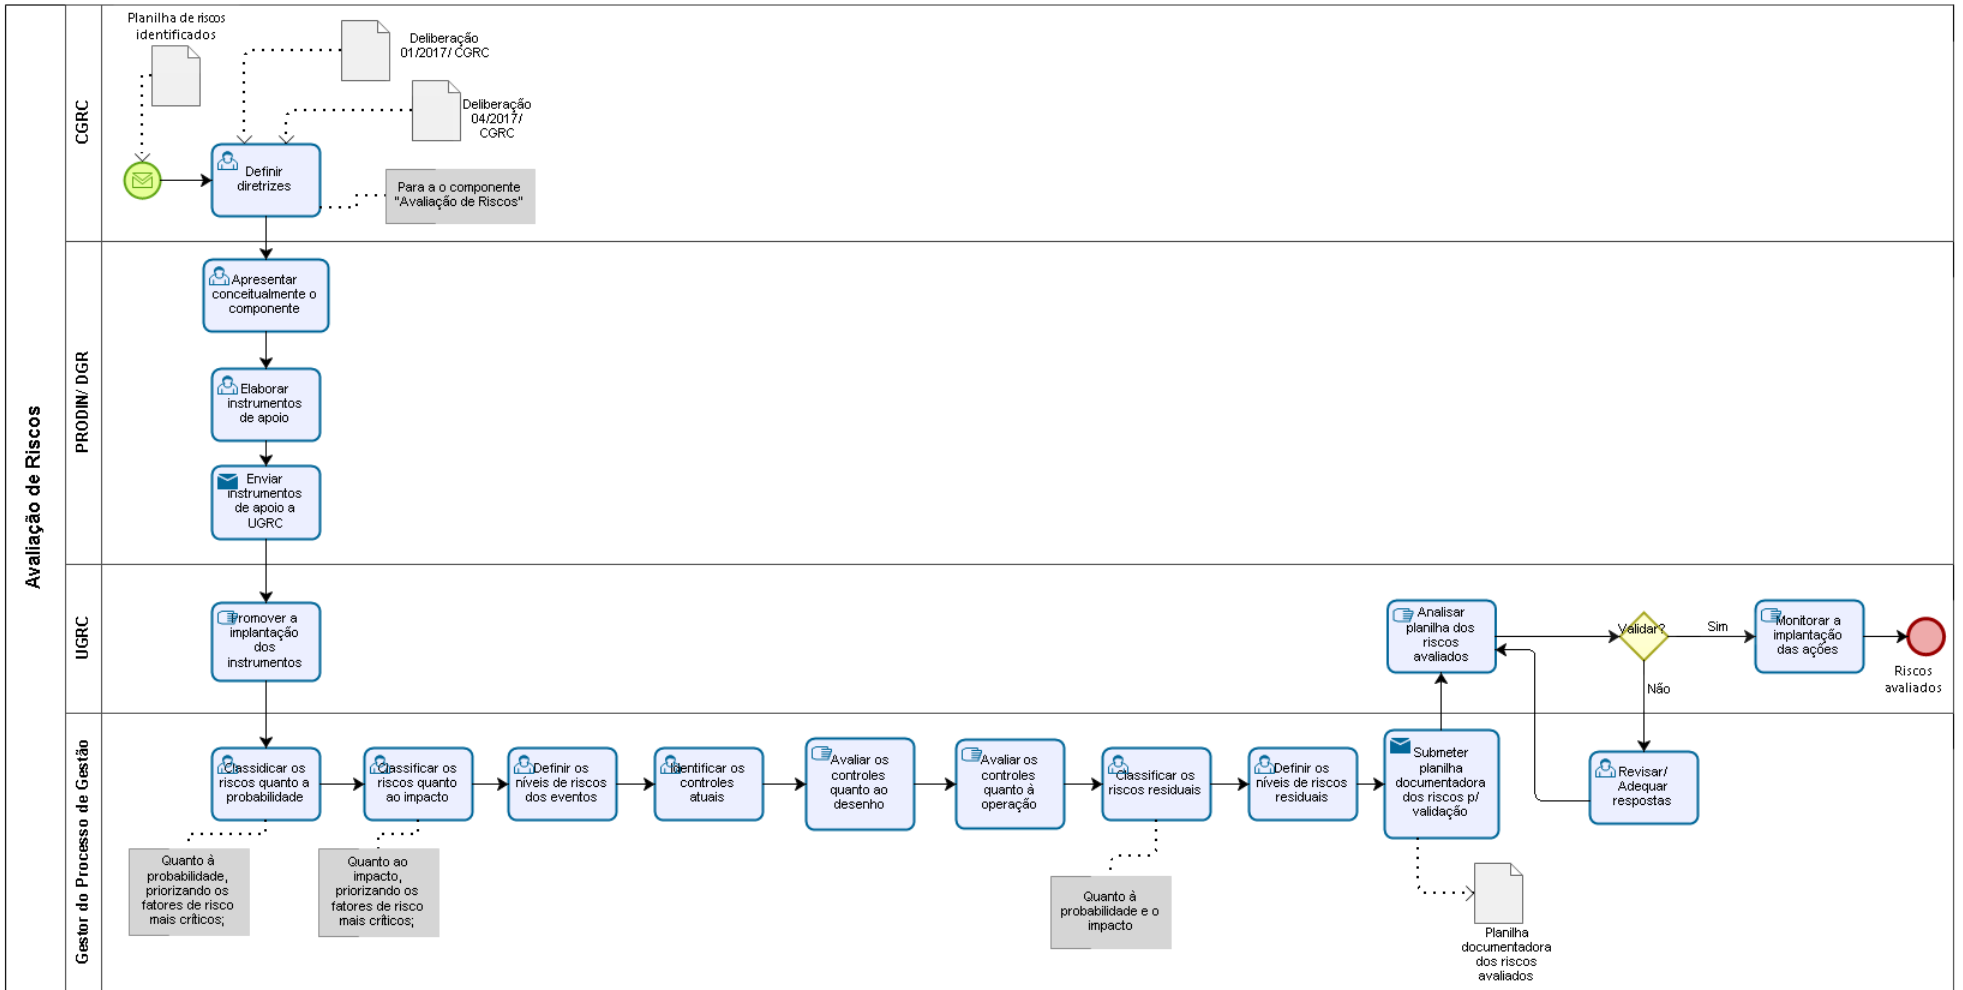 Avaliação de Riscos
CGRC
Planilha de riscos
identificados
Deliberação
01/2017/ CGRC
Deliberação
04/2017/
CGRC
Definir
diretrizes
Para a o componente
"Avaliação de Riscos"
PRODIN/ DGR
Apresentar
conceitualmente o
componente
Elaborar
instrumentos
de apoio
Enviar
instrumentos
de apoio a
UGRC
UGRC
Promover a
implantação
dos
instrumentos
Analisar
planilha dos
riscos
avaliados
Validar?
Sim
Não
Monitorar a
implantação
das ações
Riscos
avaliados
Gestor do Processo de Gestão
Classidicar os
riscos quanto a
probabilidade
Classificar os
riscos quanto
ao impacto
Definir os
níveis de riscos
dos eventos
Identificar os
controles
atuais
Avaliar os
controles
quanto ao
desenho
Avaliar os
controles
quanto à
operação
Classificar os
riscos residuais
Definir os
níveis de riscos
residuais
Submeter
planilha
documentadora
dos riscos p/
validação
Revisar/
Adequar
respostas
Quanto à
probabilidade,
priorizando os
fatores de risco
mais críticos;
Quanto ao
impacto,
priorizando os
fatores de risco
mais críticos;
Quanto à
probabilidade e o
impacto
Planilha
documentadora
dos riscos
avaliados